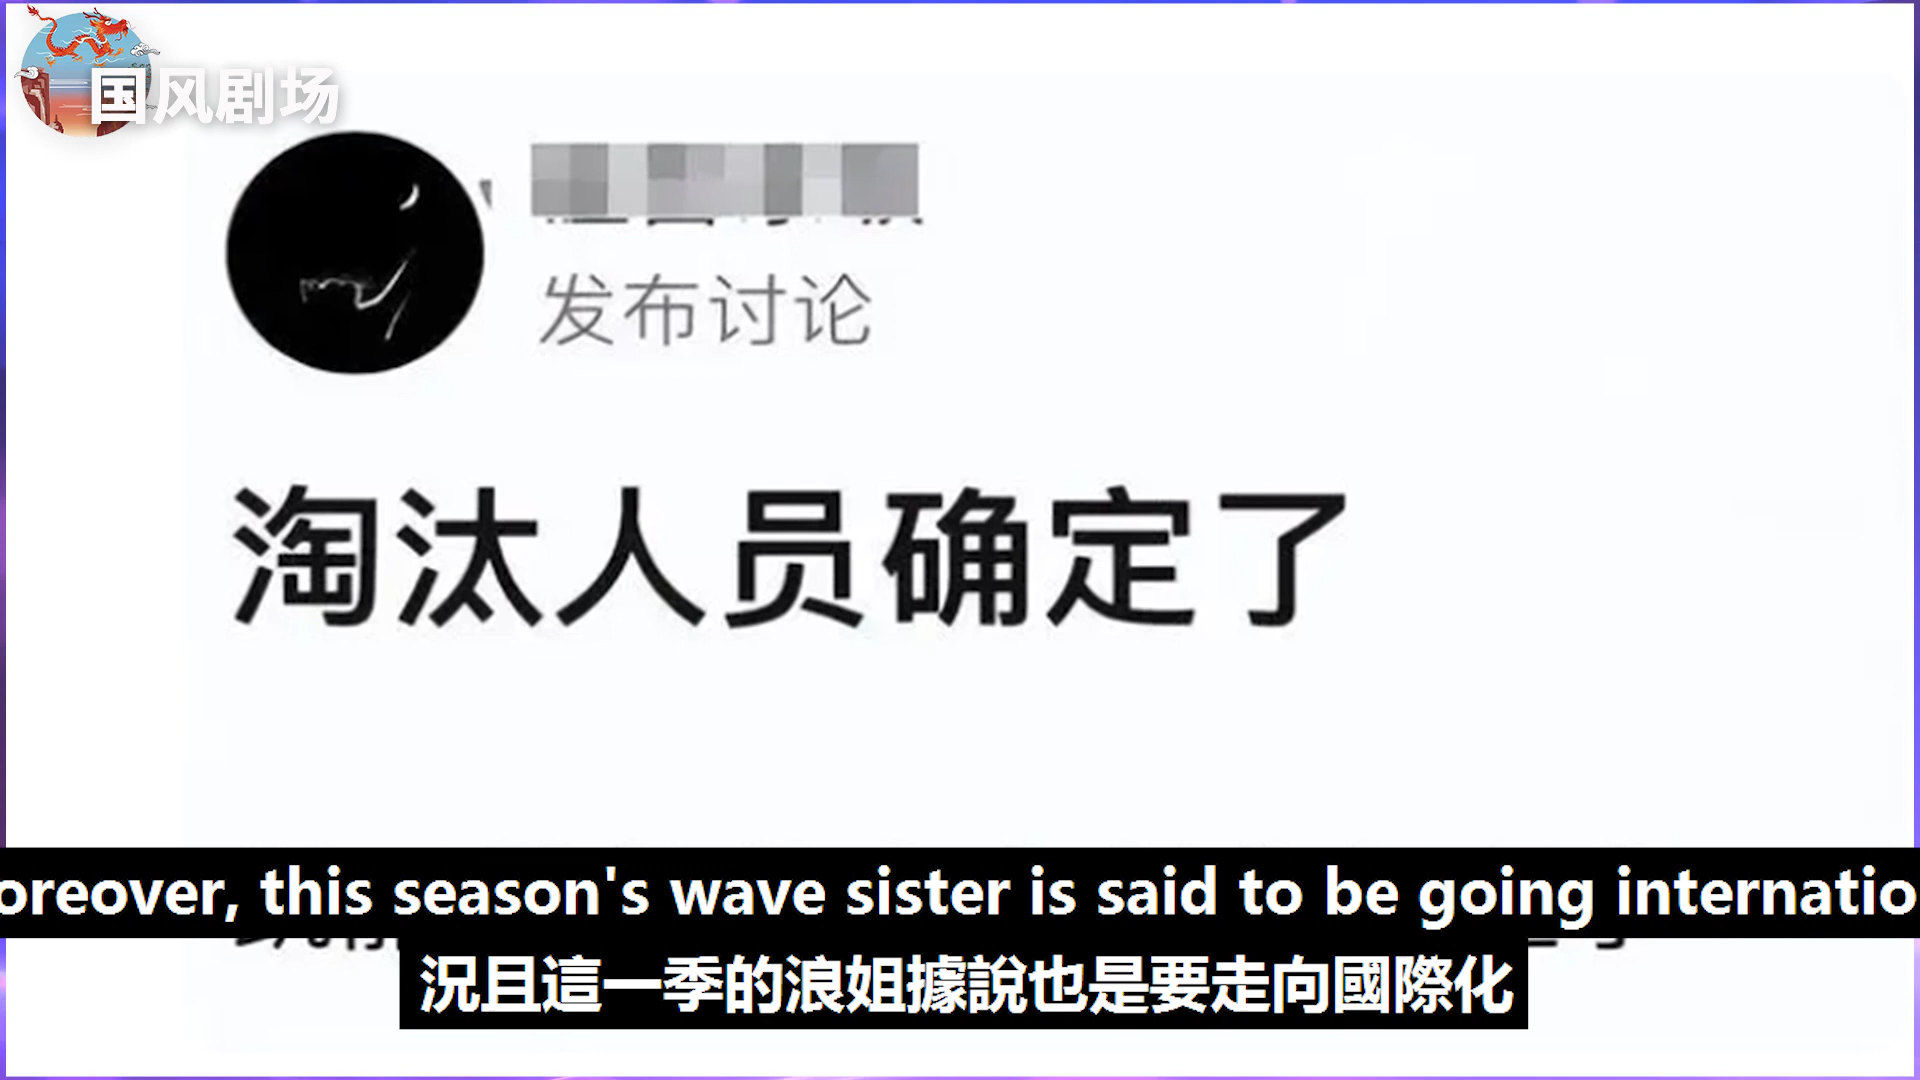 国风剧场
发布讨论
淘汰人员确定了
oreover, this season's wave sister is said to be going internatio
況且這一季的浪姐據說也是要走向國際化